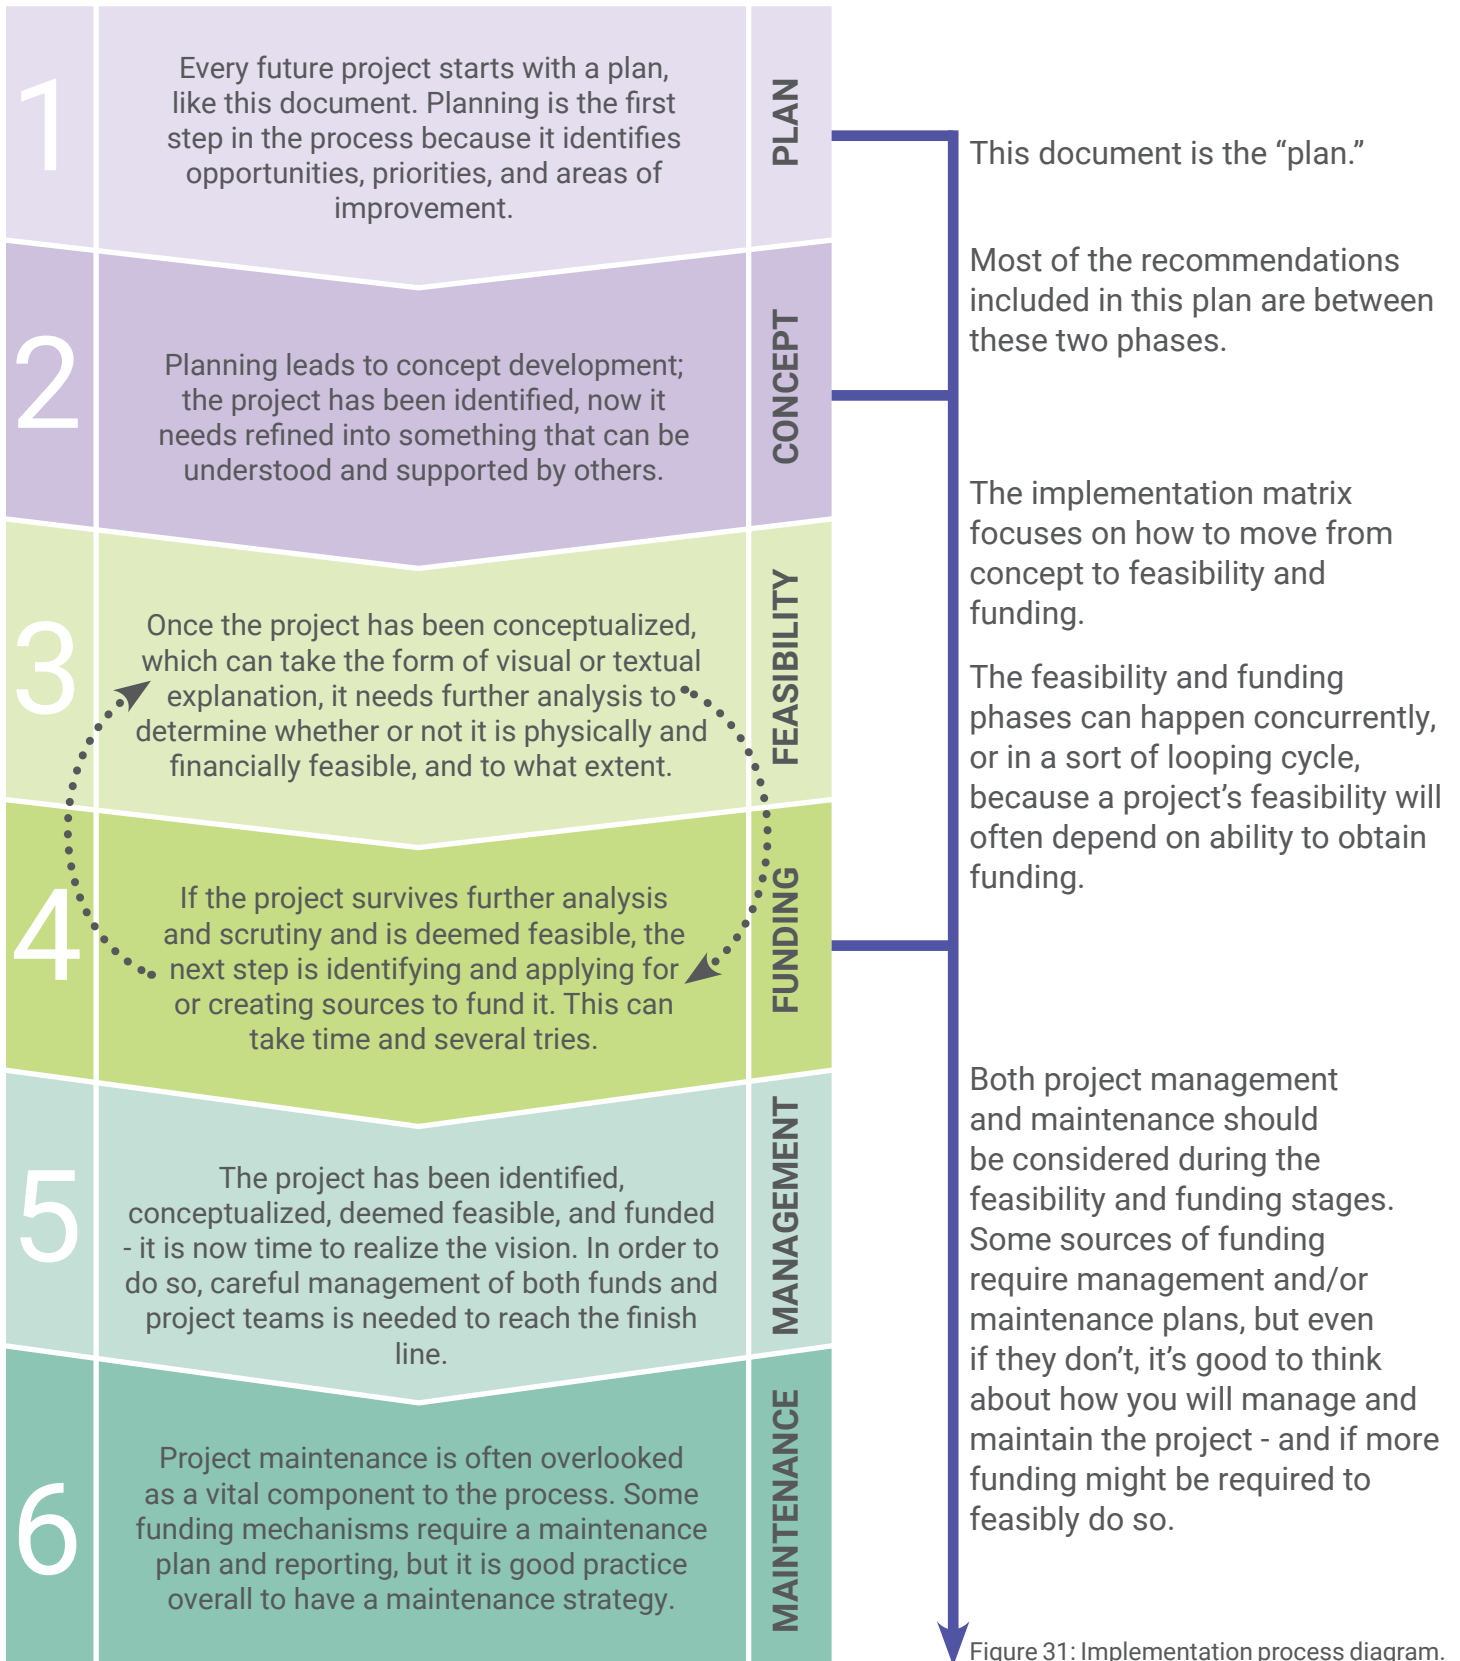 1
Every future project starts with a plan,
like this document. Planning is the first
step in the process because it identifies
opportunities, priorities, and areas of
improvement.
PLAN
2
Planning leads to concept development;
the project has been identified, now it
needs refined into something that can be
understood and supported by others.
CONCEPT
3
Once the project has been conceptualized,
which can take the form of visual or textual
explanation, it needs further analysis to
determine whether or not it is physically and
financially feasible, and to what extent.
FEASIBILITY
4
If the project survives further analysis
and scrutiny and is deemed feasible, the
next step is identifying and applying for
or creating sources to fund it. This can
take time and several tries.
FUNDING
5
The project has been identified,
conceptualized, deemed feasible, and funded
- it is now time to realize the vision. In order to
do so, careful management of both funds and
project teams is needed to reach the finish
line.
MANAGEMENT
6
Project maintenance is often overlooked
as a vital component to the process. Some
funding mechanisms require a maintenance
plan and reporting, but it is good practice
overall to have a maintenance strategy.
MAINTENANCE
This document is the “plan.”
Most of the recommendations
included in this plan are between
these two phases.
The implementation matrix
focuses on how to move from
concept to feasibility and
funding.
The feasibility and funding
phases can happen concurrently,
or in a sort of looping cycle,
because a project’s feasibility will
often depend on ability to obtain
funding.
Both project management
and maintenance should
be considered during the
feasibility and funding stages.
Some sources of funding
require management and/or
maintenance plans, but even
if they don’t, it’s good to think
about how you will manage and
maintain the project - and if more
funding might be required to
feasibly do so.
Figure 31: Implementation process diagram.